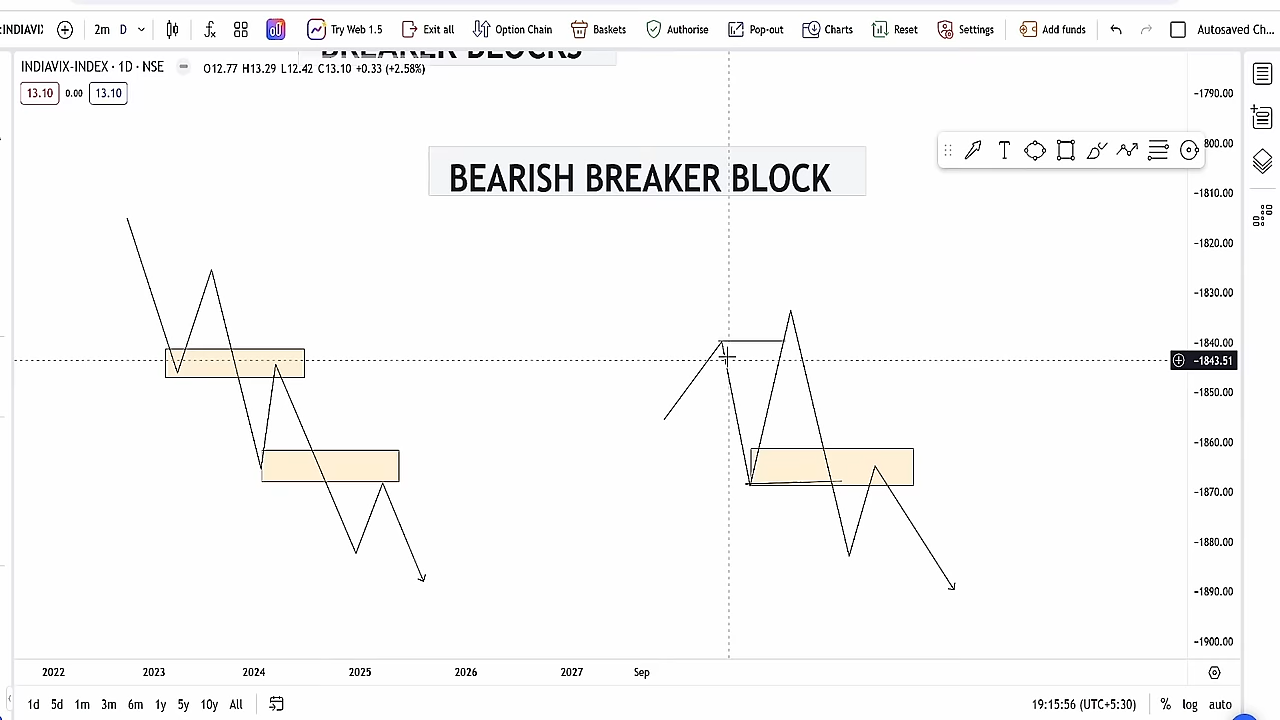 :INDIAVI
2m D
Try Web 1.5
Exit all
Option Chain
Baskets
Authorise
Pop-out
Charts
Reset
Settings
Add funds
Autosaved Ch...
BREAKER BLOCKS
INDIAVIX-INDEX · 1D · NSE
O12.77 H13.29 L12.42 C13.10 +0.33 (+2.58%)
13.10 0.00 13.10
BEARISH BREAKER BLOCK
-1790.00
800.00
-1810.00
-1820.00
-1830.00
-1840.00
-1843.51
-1850.00
-1860.00
-1870.00
-1880.00
-1890.00
-1900.00
2022 2023 2024 2025 2026 2027 Sep
1d 5d 1m 3m 6m 1y 5y 10y All
19:15:56 (UTC+5:30) % log auto